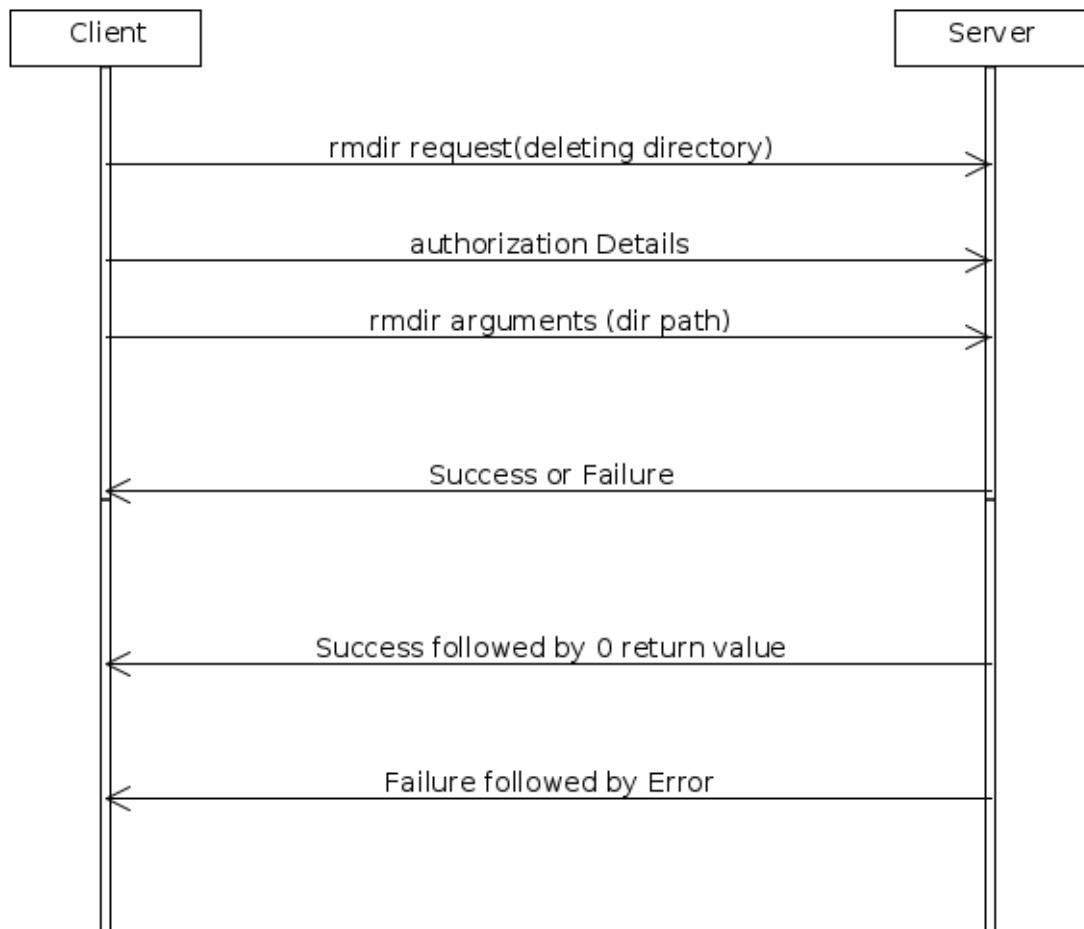 Client
Server
rmdir request(deleting directory)
authorization Details
rmdir arguments (dir path)
Success or Failure
Success followed by 0 return value
Failure followed by Error